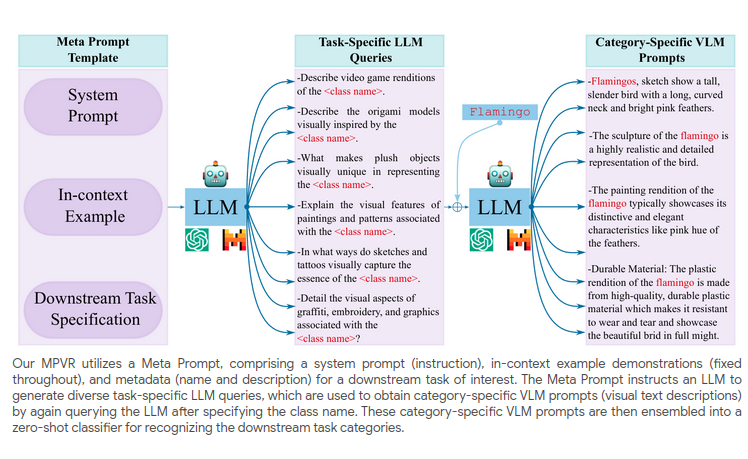 Meta Prompt
Template
System
Prompt
In-context
Example
Downstream Task
Specification
LLM
Task-Specific LLM
Queries
-Describe video game renditions
of the <class name>.
-Describe the origami models
visually inspired by the
<class name>.
-What makes plush objects
visually unique in representing
the <class name>.
-Explain the visual features of
paintings and patterns associated
with the <class name>.
-In what ways do sketches and
tattoos visually capture the
essence of the <class name>.
-Detail the visual aspects of
graffiti, embroidery, and graphics
associated with the
<class name>?
Flamingo
LLM
Category-Specific VLM
Prompts
-Flamingos, sketch show a tall,
slender bird with a long, curved
neck and bright pink feathers.
-The sculpture of the flamingo is
a highly realistic and detailed
representation of the bird.
-The painting rendition of the
flamingo typically showcases its
distinctive and elegant
characteristics like pink hue of
the feathers.
-Durable Material: The plastic
rendition of the flamingo is made
from high-quality, durable plastic
material which makes it resistant
to wear and tear and showcase
the beautiful brid in full might.
Our MPVR utilizes a Meta Prompt, comprising a system prompt (instruction), in-context example demonstrations (fixed
throughout), and metadata (name and description) for a downstream task of interest. The Meta Prompt instructs an LLM to
generate diverse task-specific LLM queries, which are used to obtain category-specific VLM prompts (visual text descriptions)
by again querying the LLM after specifying the class name. These category-specific VLM prompts are then ensembled into a
zero-shot classifier for recognizing the downstream task categories.